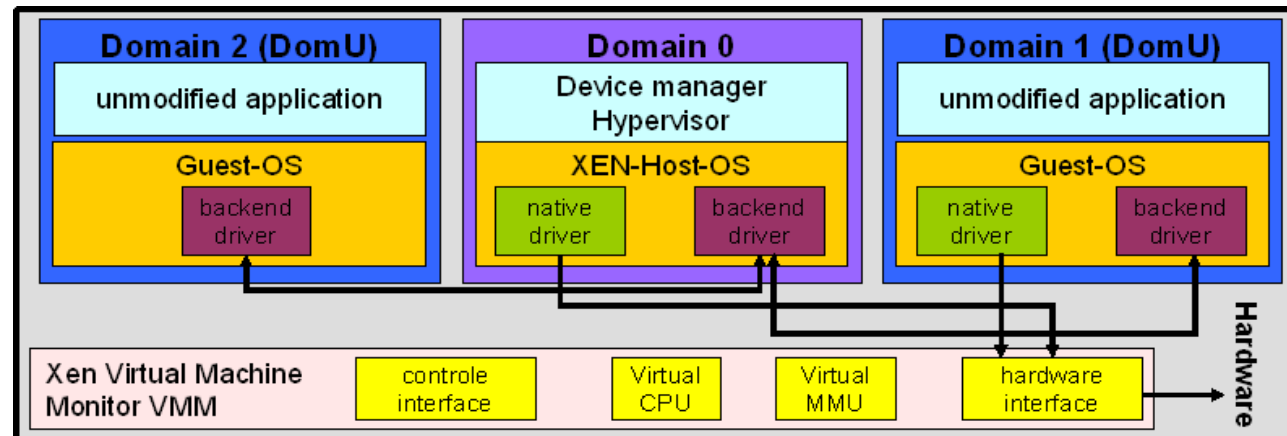 Domain 2 (DomU)
unmodified application
Guest-OS
backend
driver
Domain 0
Device manager
Hypervisor
XEN-Host-OS
native
driver
backend
driver
Domain 1 (DomU)
unmodified application
Guest-OS
native
driver
backend
driver
Hardware
Xen Virtual Machine
Monitor VMM
controle
interface
Virtual
CPU
Virtual
MMU
hardware
interface